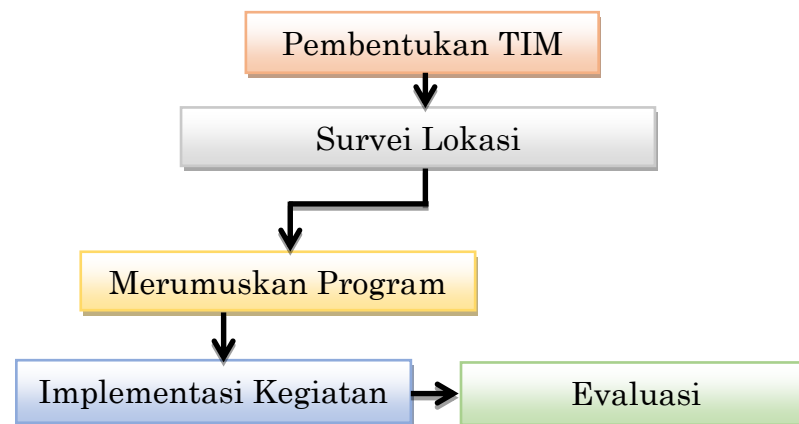 Pembentukan TIM
Survei Lokasi
Merumuskan Program
Implementasi Kegiatan
Evaluasi